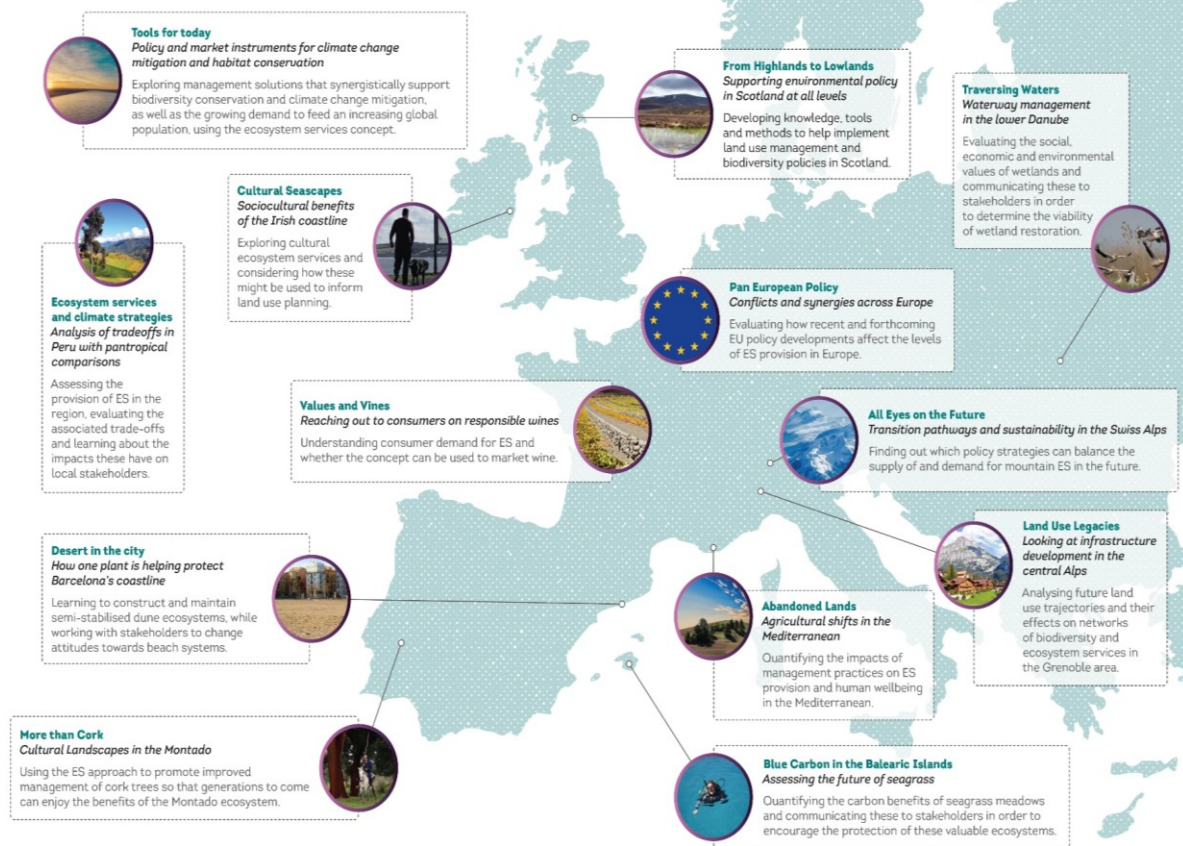 Tools for today
Policy and market instruments for climate change
mitigation and habitat conservation
Exploring management solutions that synergistically support
biodiversity conservation and climate change mitigation,
as well as the growing demand to feed an increasing global
population, using the ecosystem services concept.
From Highlands to Lowlands
Supporting environmental policy
in Scotland at all levels
Developing knowledge, tools
and methods to help implement
land use management and
biodiversity policies in Scotland.
Traversing Waters
Waterway management
in the lower Danube
Evaluating the social,
economic and environmental
values of wetlands and
communicating these to
stakeholders in order
to determine the viability
of wetland restoration.
Cultural Seascapes
Sociocultural benefits
of the Irish coastline
Exploring cultural
ecosystem services and
considering how these
might be used to inform
land use planning.
Ecosystem services
and climate strategies
Analysis of tradeoffs in
Peru with pantropical
comparisons
Assessing the
provision of ES in the
region, evaluating the
associated trade-offs
and learning about the
impacts these have on
local stakeholders.
Pan European Policy
Conflicts and synergies across Europe
Evaluating how recent and forthcoming
EU policy developments affect the levels
of ES provision in Europe.
Values and Vines
Reaching out to consumers on responsible wines
Understanding consumer demand for ES and
whether the concept can be used to market wine.
All Eyes on the Future
Transition pathways and sustainability in the Swiss Alps
Finding out which policy strategies can balance the
supply of and demand for mountain ES in the future.
Desert in the city
How one plant is helping protect
Barcelona's coastline
Learning to construct and maintain
semi-stabilised dune ecosystems, while
working with stakeholders to change
attitudes towards beach systems.
Land Use Legacies
Looking at infrastructure
development in the
central Alps
Analysing future land
use trajectories and their
effects on networks
of biodiversity and
ecosystem services in
the Grenoble area.
Abandoned Lands
Agricultural shifts in the
Mediterranean
Quantifying the impacts of
management practices on ES
provision and human wellbeing
in the Mediterranean.
More than Cork
Cultural Landscapes in the Montado
Using the ES approach to promote improved
management of cork trees so that generations to come
can enjoy the benefits of the Montado ecosystem.
Blue Carbon in the Balearic Islands
Assessing the future of seagrass
Quantifying the carbon benefits of seagrass meadows
and communicating these to stakeholders in order to
encourage the protection of these valuable ecosystems.